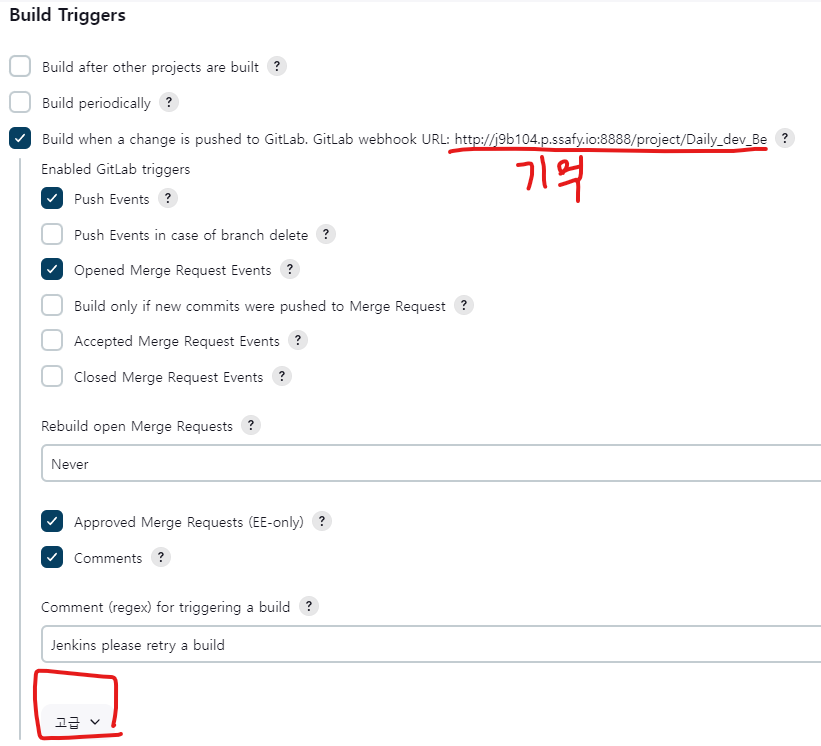 Build Triggers
Build after other projects are built ?
Build periodically ?
Build when a change is pushed to GitLab. GitLab webhook URL: http://j9b104.p.ssafy.io:8888/project/Daily_dev_Be ?
기억
Enabled GitLab triggers
Push Events ?
Push Events in case of branch delete ?
Opened Merge Request Events ?
Build only if new commits were pushed to Merge Request ?
Accepted Merge Request Events ?
Closed Merge Request Events ?
Rebuild open Merge Requests ?
Never
Approved Merge Requests (EE-only) ?
Comments ?
Comment (regex) for triggering a build ?
Jenkins please retry a build
고급